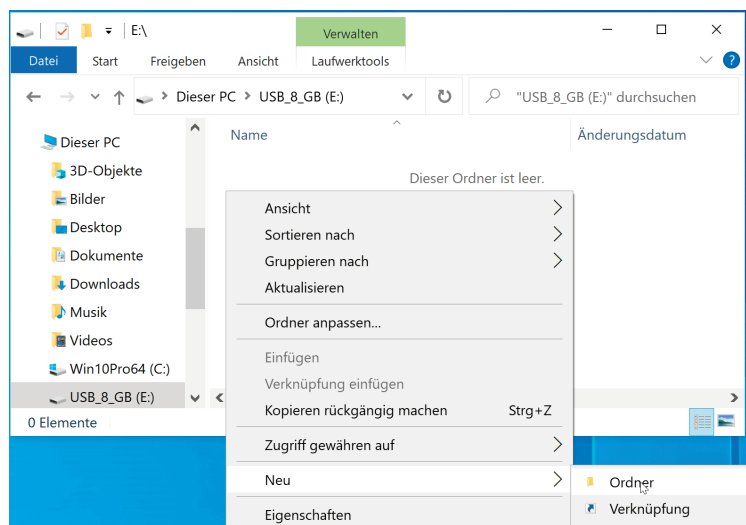 E:\
Verwalten
Datei Start Freigeben Ansicht Laufwerktools
?
Dieser PC USB_8_GB (E:)
"USB_8_GB (E:)" durchsuchen
Dieser PC
3D-Objekte
Bilder
Desktop
Dokumente
Downloads
Musik
Videos
Win10Pro64 (C:)
USB_8_GB (E:)
Name Änderungsdatum
Dieser Ordner ist leer.
Ansicht
Sortieren nach
Gruppieren nach
Aktualisieren
Ordner anpassen...
Einfügen
Verknüpfung einfügen
Kopieren rückgängig machen Strg+Z
Zugriff gewähren auf
Neu
Eigenschaften
Ordner
Verknüpfung
0 Elemente